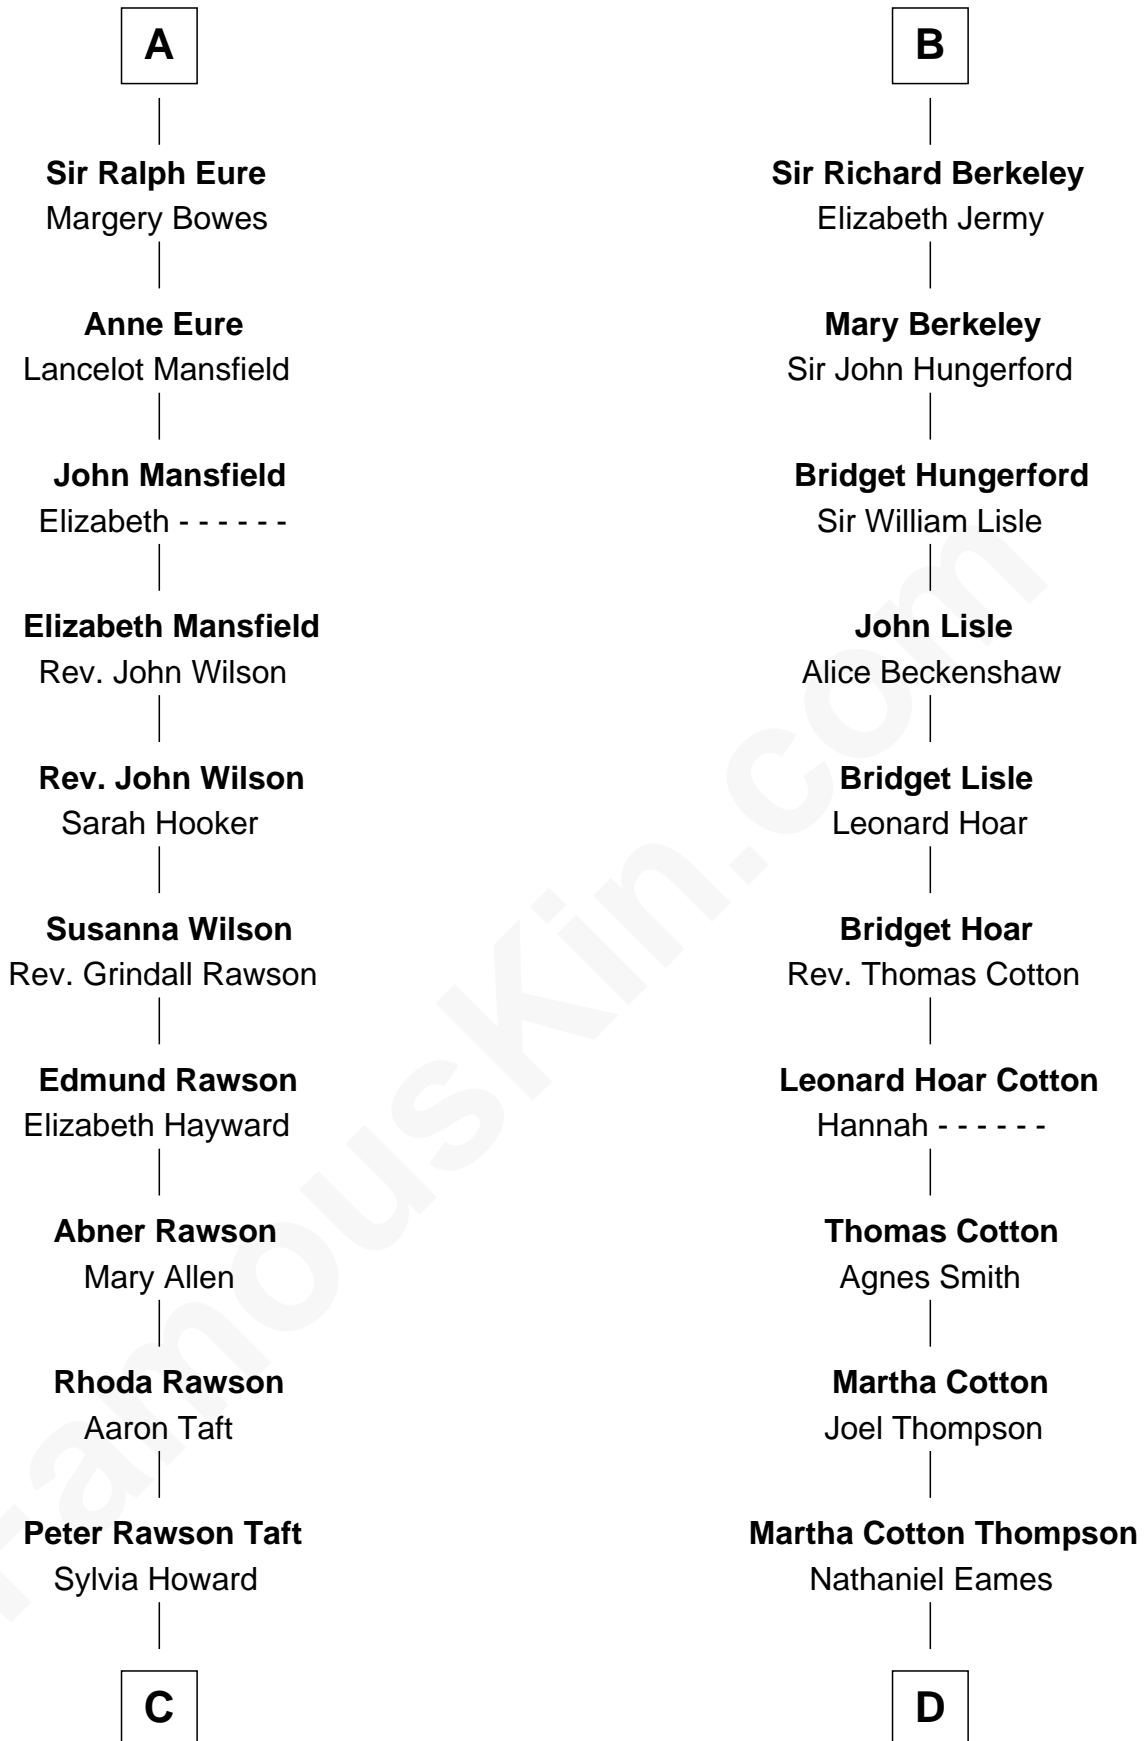 A
Sir Ralph Eure
Margery Bowes
Anne Eure
Lancelot Mansfield
John Mansfield
Elizabeth - - - - - -
Elizabeth Mansfield
Rev. John Wilson
Rev. John Wilson
Sarah Hooker
Susanna Wilson
Rev. Grindall Rawson
Edmund Rawson
Elizabeth Hayward
Abner Rawson
Mary Allen
Rhoda Rawson
Aaron Taft
Peter Rawson Taft
Sylvia Howard
C
B
Sir Richard Berkeley
Elizabeth Jermy
Mary Berkeley
Sir John Hungerford
Bridget Hungerford
Sir William Lisle
John Lisle
Alice Beckenshaw
Bridget Lisle
Leonard Hoar
Bridget Hoar
Rev. Thomas Cotton
Leonard Hoar Cotton
Hannah - - - - - -
Thomas Cotton
Agnes Smith
Martha Cotton
Joel Thompson
Martha Cotton Thompson
Nathaniel Eames
D
FamousKin.com